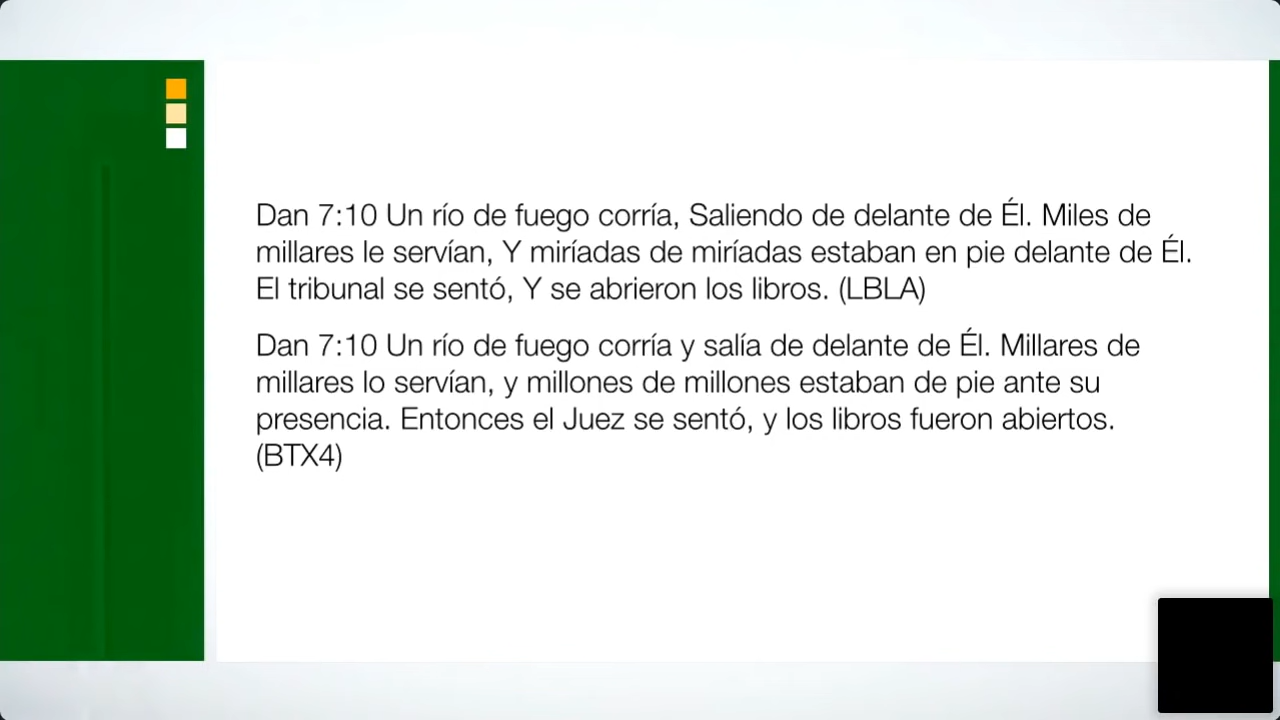 Dan 7:10 Un río de fuego corría, Saliendo de delante de Él. Miles de
millares le servían, Y miríadas de miríadas estaban en pie delante de Él.
El tribunal se sentó, Y se abrieron los libros. (LBLA)
Dan 7:10 Un río de fuego corría y salía de delante de Él. Millares de
millares lo servían, y millones de millones estaban de pie ante su
presencia. Entonces el Juez se sentó, y los libros fueron abiertos.
(BTX4)